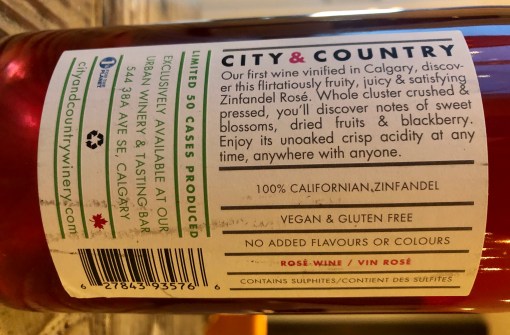 CITY & COUNTRY
Our first wine vinified in Calgary, discov-
er this flirtatiously fruity, juicy & satisfying
Zinfandel Rosé. Whole cluster crushed &
pressed, you'll discover notes of sweet
blossoms, dried fruits & blackberry.
Enjoy its unoaked crisp acidity at any
time, anywhere with anyone.
100% CALIFORNIAN ZINFANDEL
VEGAN & GLUTEN FREE
NO ADDED FLAVOURS OR COLOURS
ROSÉ WINE / VIN ROSÉ
CONTAINS SULPHITES/CONTIENT DES SULFITES
LIMITED 50 CASES PRODUCED
EXCLUSIVELY AVAILABLE AT OUR
URBAN WINERY & TASTING BAR
544 38A AVE SE, CALGARY
cityandcountrywinery.com
6 27843 93576 6